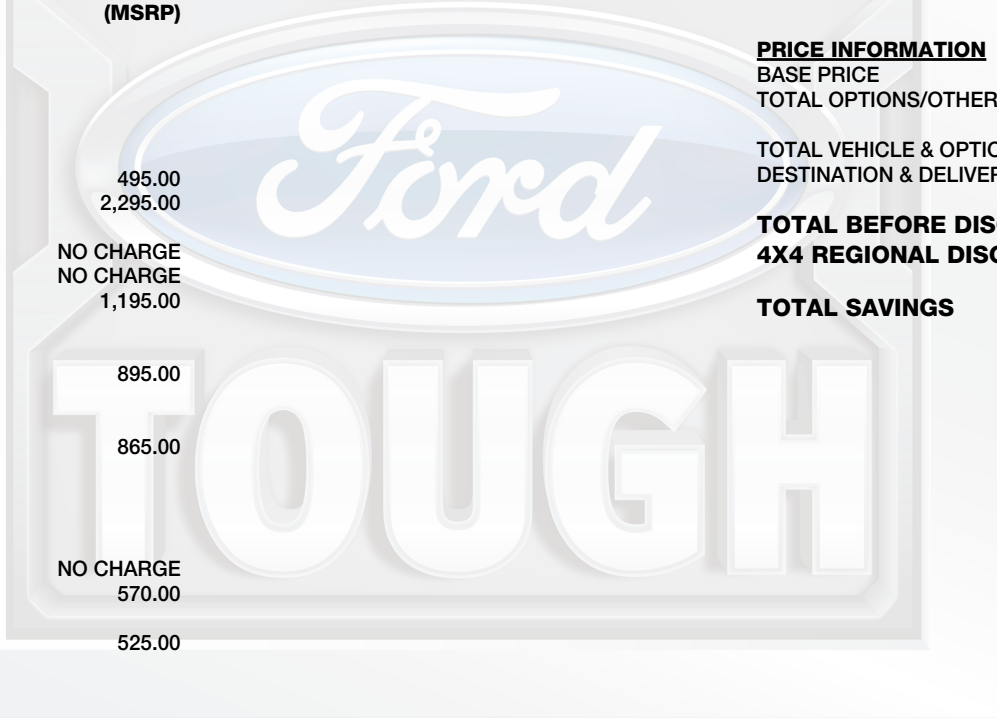 (MSRP)
495.00
2,295.00
NO CHARGE
NO CHARGE
1,195.00
895.00
865.00
NO CHARGE
570.00
525.00
PRICE INFORMATION
BASE PRICE
TOTAL OPTIONS/OTHER
TOTAL VEHICLE & OPTIO
DESTINATION & DELIVER
TOTAL BEFORE DISC
4X4 REGIONAL DISC
TOTAL SAVINGS
Ford
TOUGH